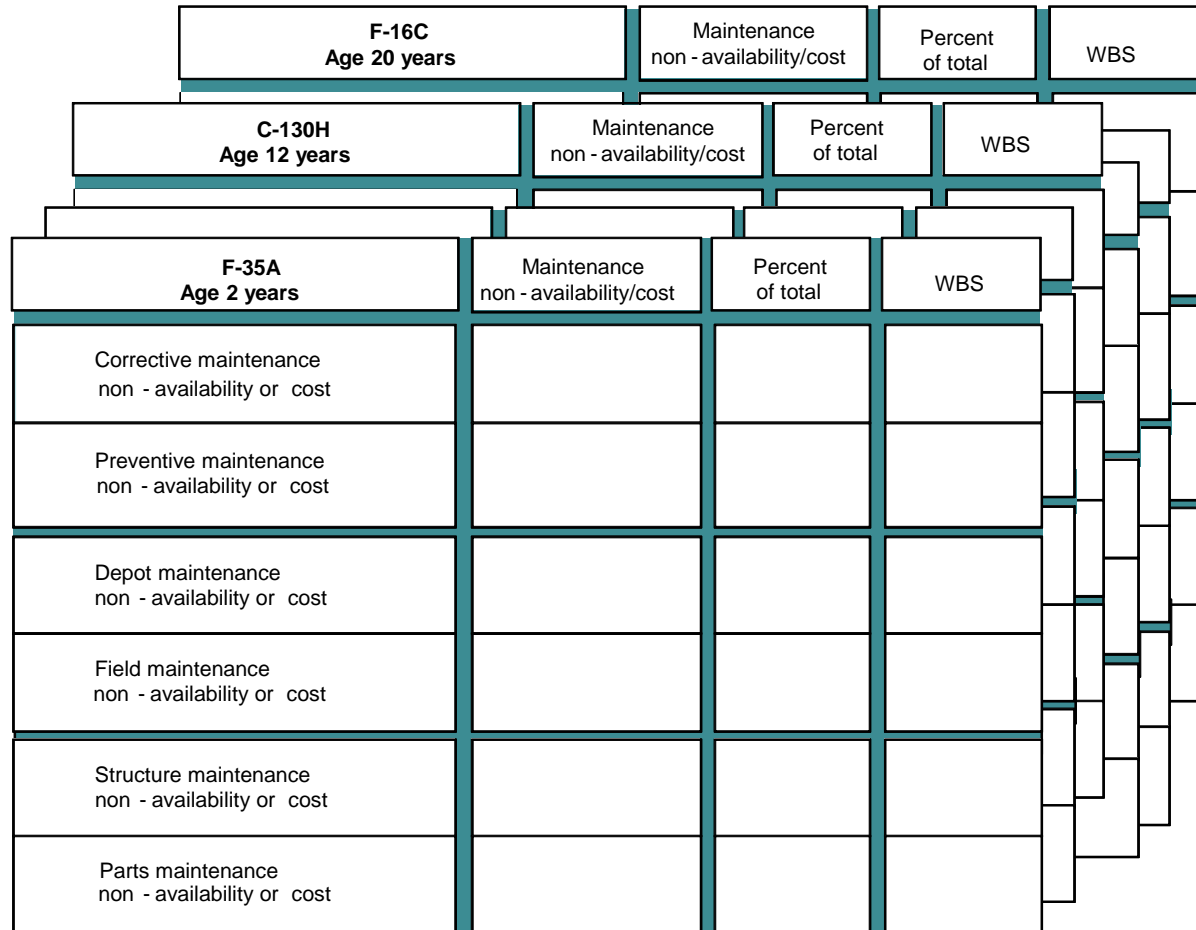 F-16C
Age 20 years
Maintenance
non - availability/cost
Percent
of total
WBS
C-130H
Age 12 years
Maintenance
non - availability/cost
Percent
of total
WBS
F-35A
Age 2 years
Maintenance
non - availability/cost
Percent
of total
WBS
Corrective maintenance
non - availability or cost
Preventive maintenance
non - availability or cost
Depot maintenance
non - availability or cost
Field maintenance
non - availability or cost
Structure maintenance
non - availability or cost
Parts maintenance
non - availability or cost